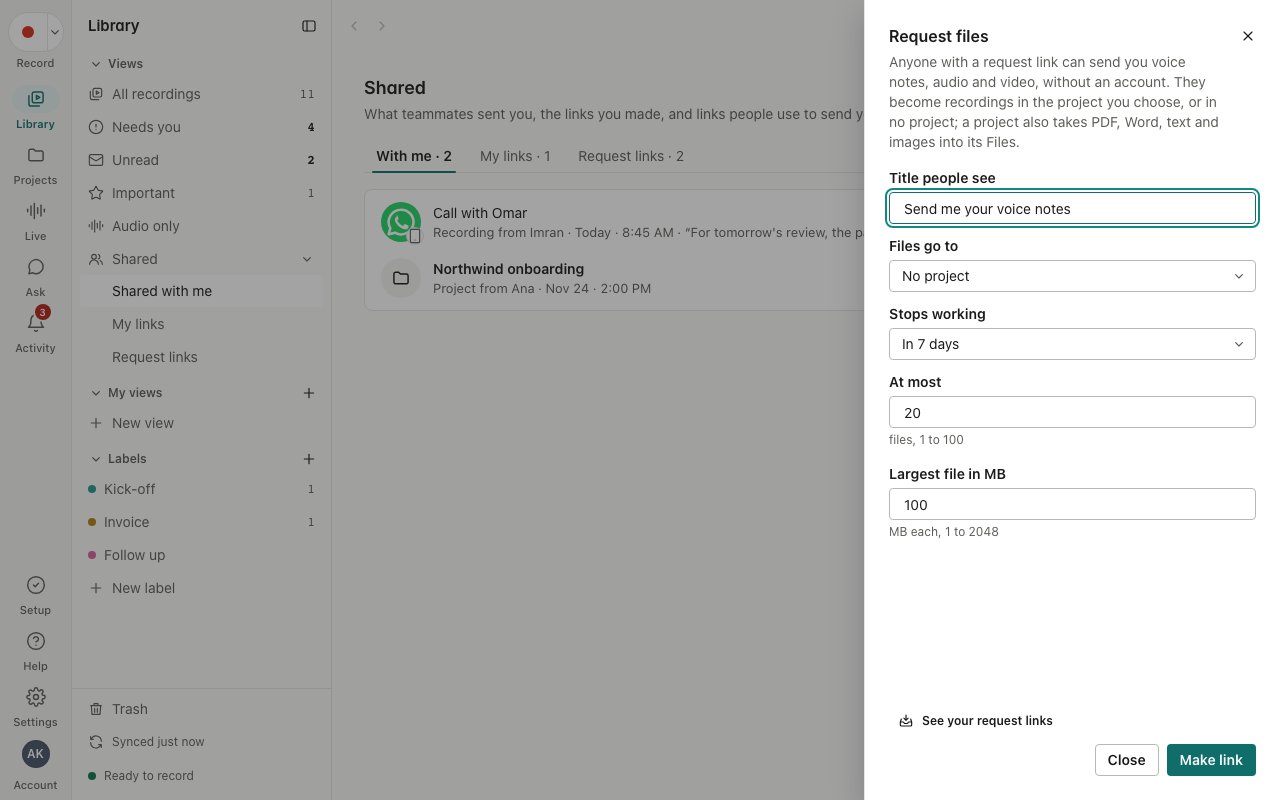 Record
Library
Projects
Live
Ask
3
Activity
Setup
Help
Settings
AK
Account
Library
Views
All recordings 11
Needs you 4
Unread 2
Important 1
Audio only
Shared
Shared with me
My links
Request links
My views
New view
Labels
Kick-off 1
Invoice 1
Follow up
New label
Trash
Synced just now
Ready to record
Shared
What teammates sent you, the links you made, and links people use to send y
With me · 2 My links · 1 Request links · 2
Call with Omar
Recording from Imran · Today · 8:45 AM · “For tomorrow's review, the pa
Northwind onboarding
Project from Ana · Nov 24 · 2:00 PM
Request files
Anyone with a request link can send you voice
notes, audio and video, without an account. They
become recordings in the project you choose, or in
no project; a project also takes PDF, Word, text and
images into its Files.
Title people see
Send me your voice notes
Files go to
No project
Stops working
In 7 days
At most
20
files, 1 to 100
Largest file in MB
100
MB each, 1 to 2048
See your request links
Close Make link